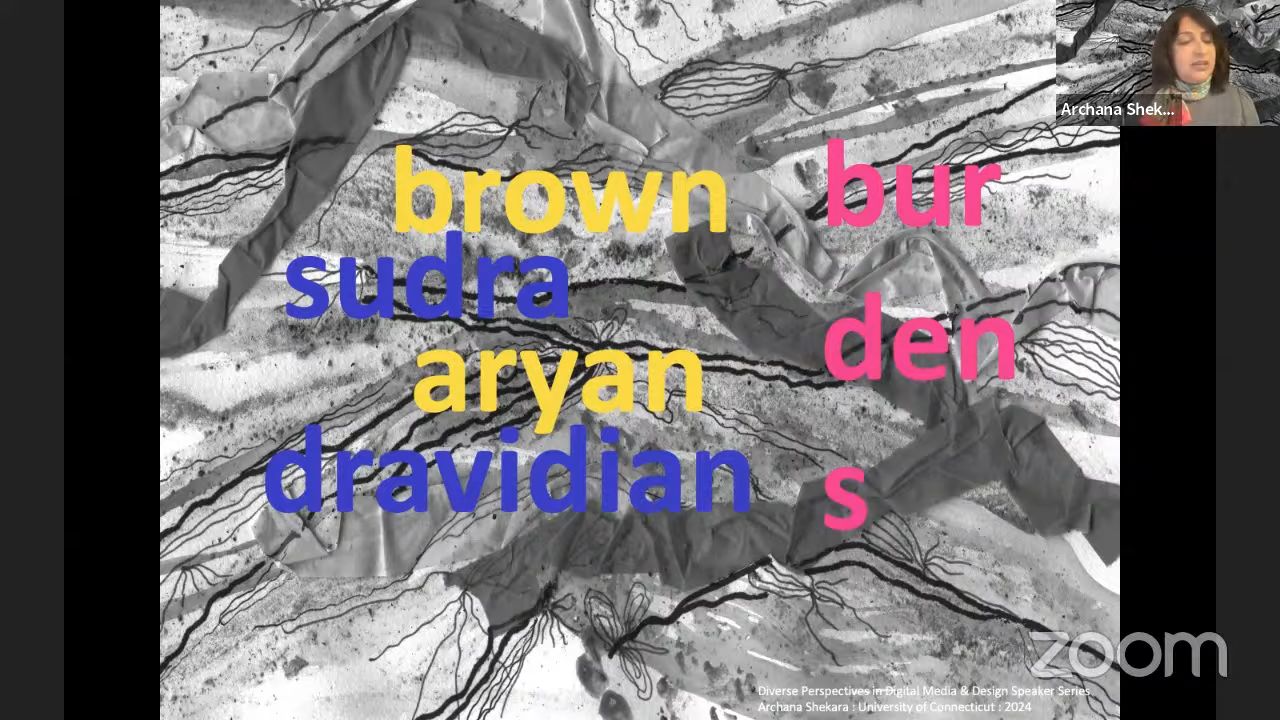 Archana Shek...
brown
sudra
aryan
dravidian
bur
den
s
zoom
Diverse Perspectives in Digital Media & Design Speaker Series
Archana Shekara : University of Connecticut : 2024